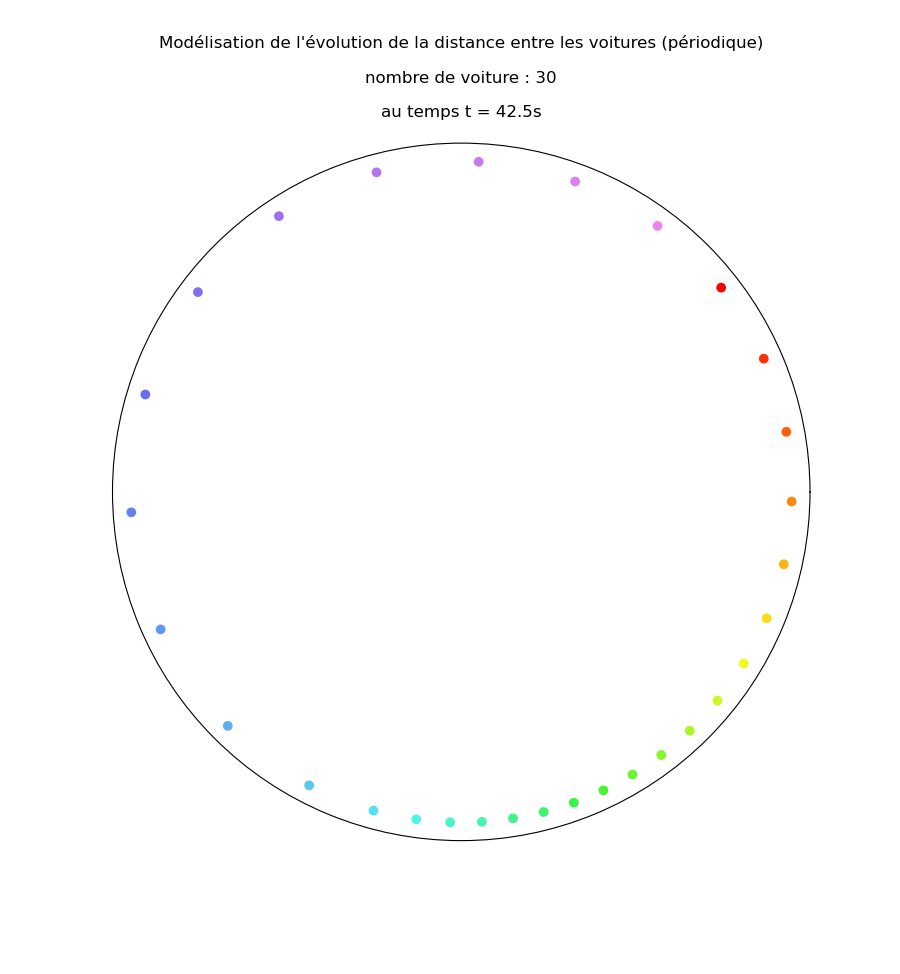 Modélisation de l'évolution de la distance entre les voitures (périodique)
nombre de voiture : 30
au temps t = 42.5s